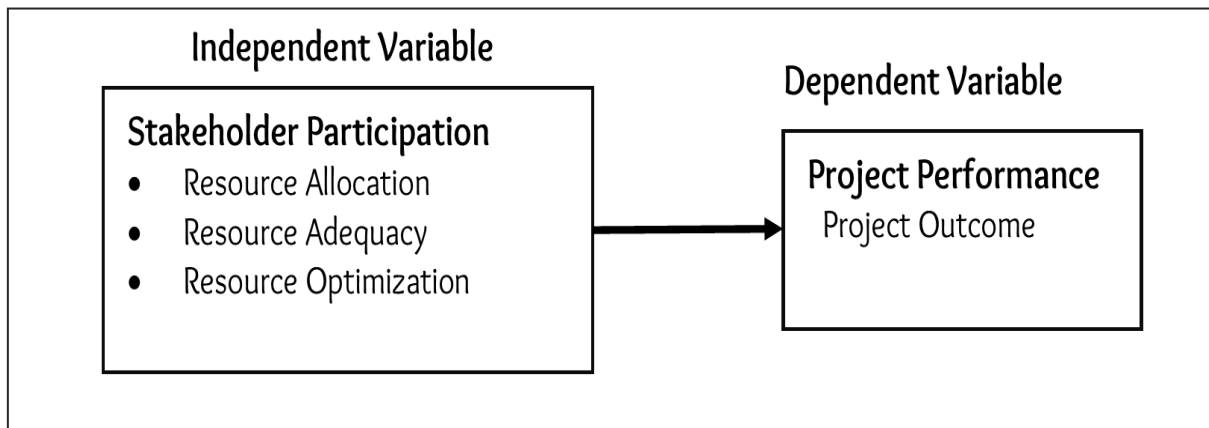 Independent Variable
Dependent Variable
Stakeholder Participation
• Resource Allocation
• Resource Adequacy
• Resource Optimization
Project Performance
Project Outcome